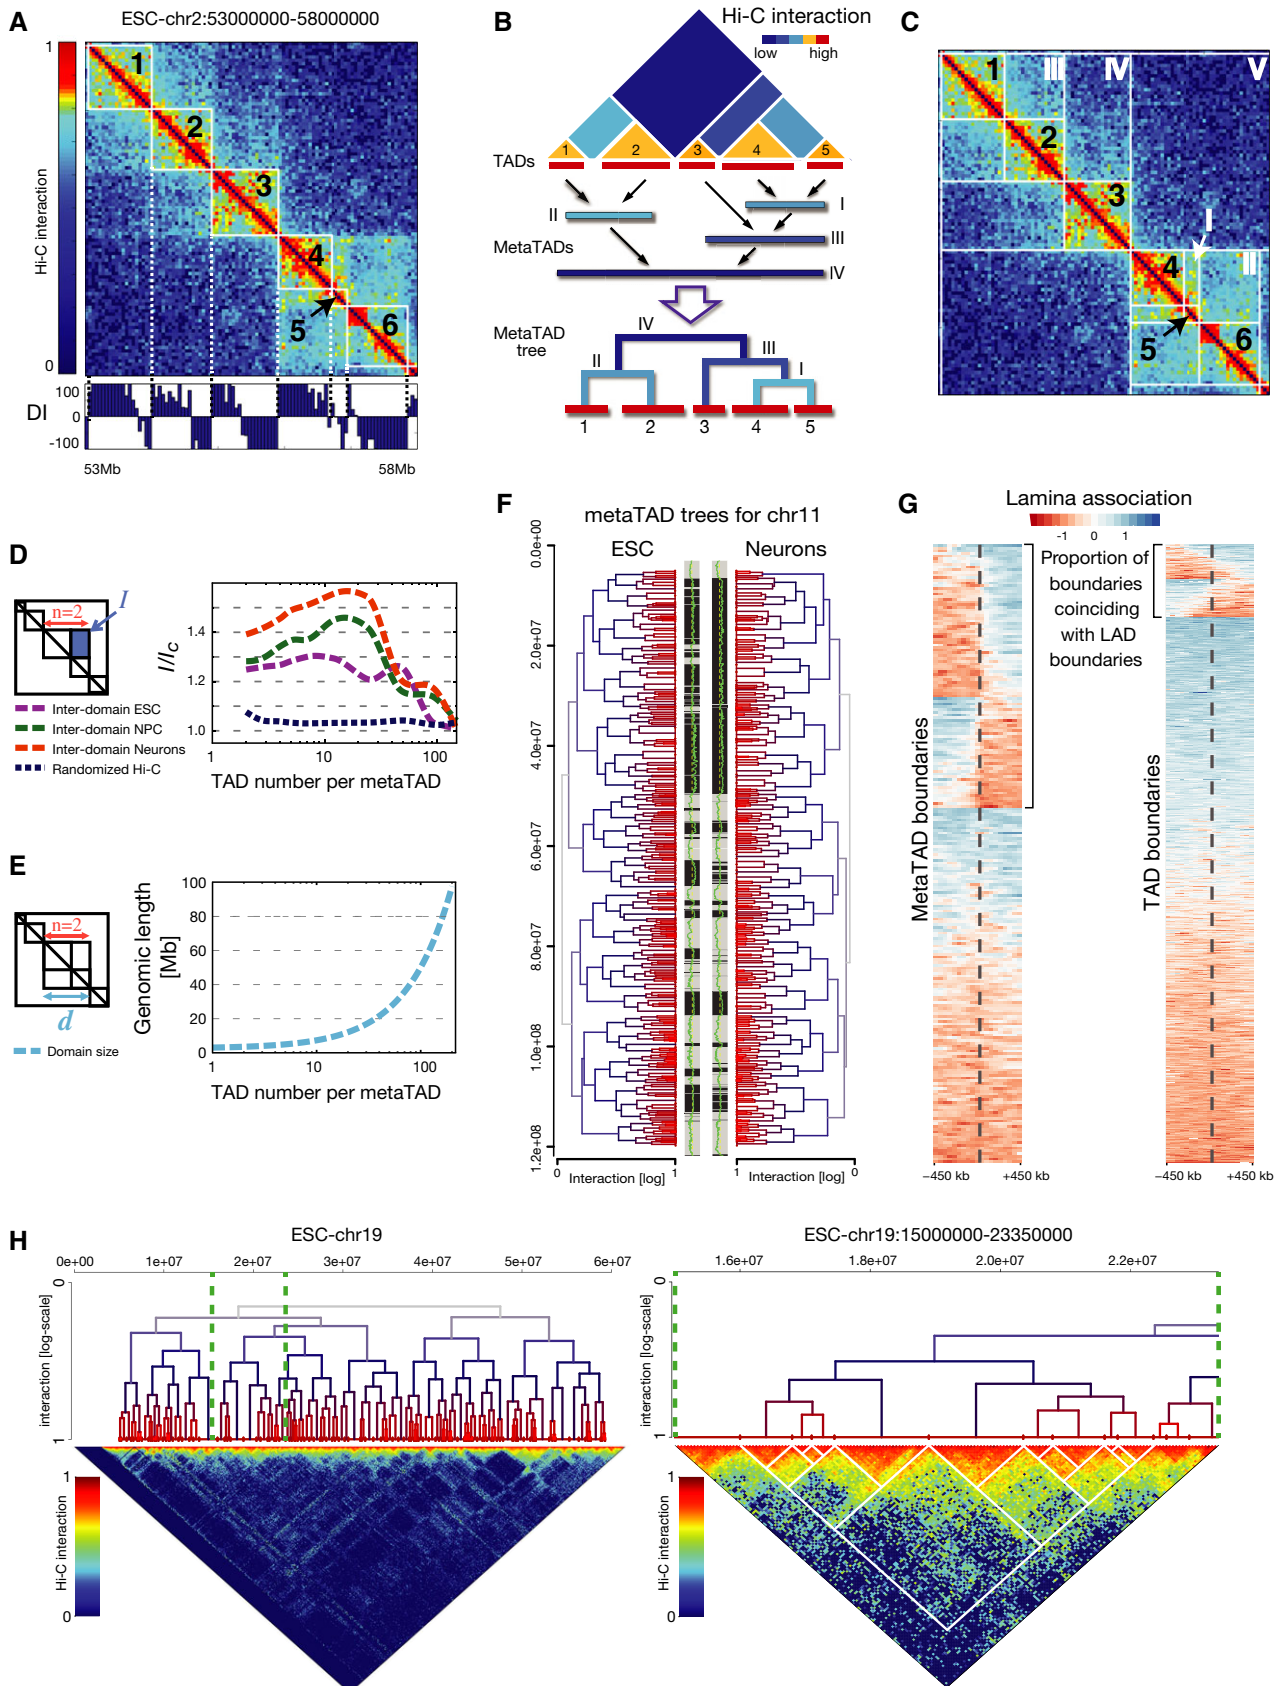 A
ESC-chr2:53000000-58000000
1
0
Hi-C interaction
1
2
3
4
5
6
DI
100
0
-100
53Mb
58Mb
B
Hi-C interaction
low
high
TADs
1
2
3
4
5
I
II
III
MetaTADs
IV
MetaTAD
tree
IV
II
III
I
1
2
3
4
5
C
1
2
3
4
5
6
I
II
III
IV
V
D
n=2
I
Inter-domain ESC
Inter-domain NPC
Inter-domain Neurons
Randomized Hi-C
I/IC
1.4
1.2
1.0
1
10
100
TAD number per metaTAD
E
n=2
d
Domain size
Genomic length
[Mb]
100
80
60
40
20
0
1
10
100
TAD number per metaTAD
F
metaTAD trees for chr11
ESC
Neurons
0.0e+00
2.0e+07
4.0e+07
6.0e+07
8.0e+07
1.0e+08
1.2e+08
0
Interaction [log]
1
1
Interaction [log]
0
G
Lamina association
-1
0
1
Proportion of
boundaries
coinciding
with LAD
boundaries
MetaTAD boundaries
TAD boundaries
−450 kb
+450 kb
−450 kb
+450 kb
H
ESC-chr19
0e+00
1e+07
2e+07
3e+07
4e+07
5e+07
6e+07
0
1
interaction [log-scale]
1
0
Hi-C interaction
ESC-chr19:15000000-23350000
1.6e+07
1.8e+07
2.0e+07
2.2e+07
0
1
interaction [log-scale]
1
0
Hi-C interaction